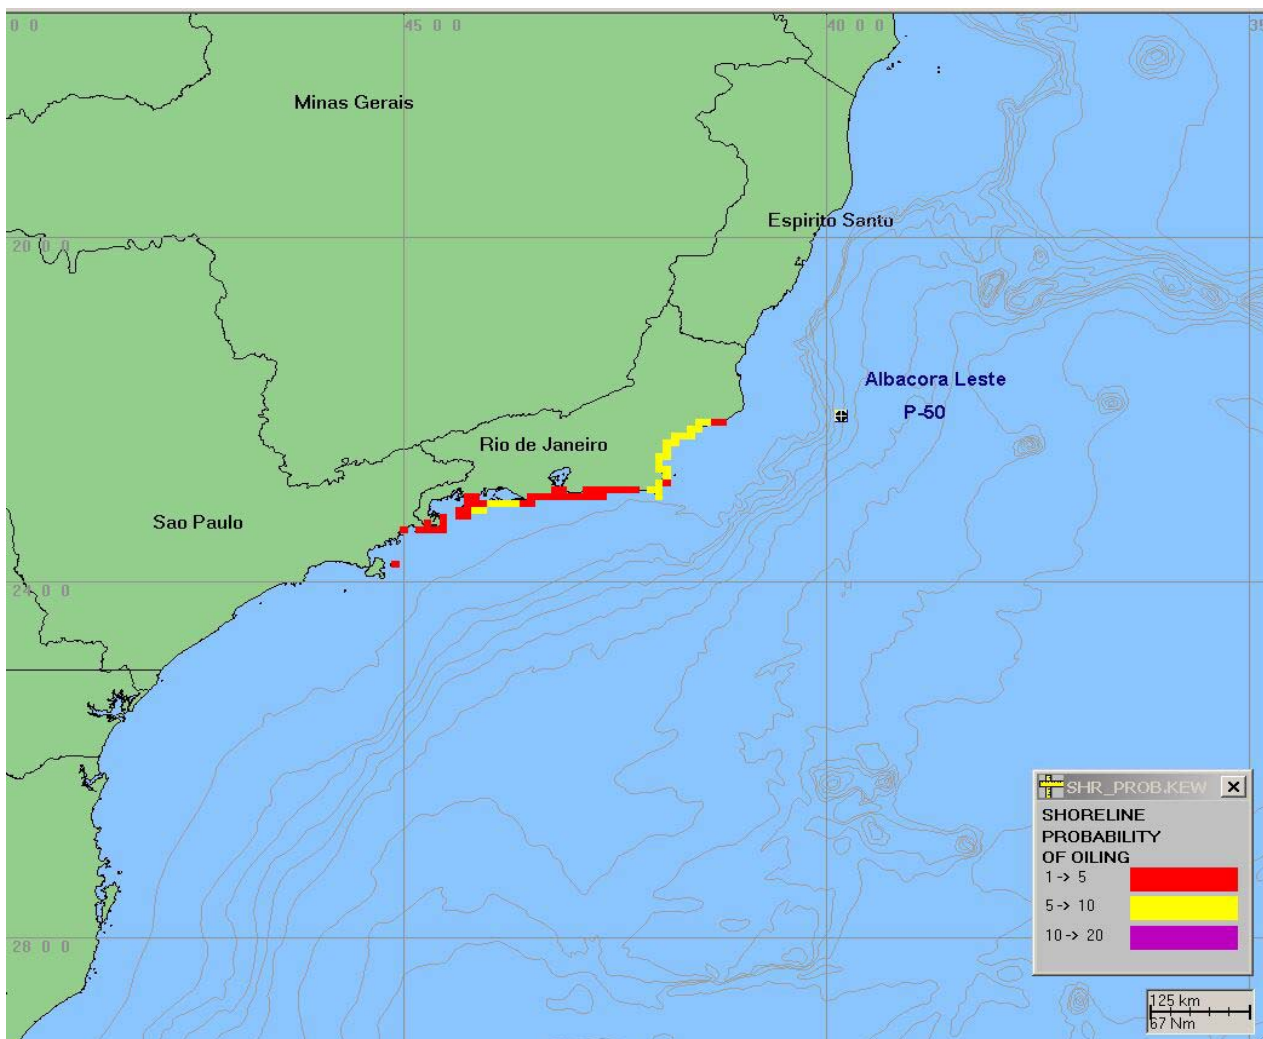 0 0
45 0 0
40 0 0
35
Minas Gerais
Espirito Santo
20 0 0
Albacora Leste
P-50
Rio de Janeiro
Sao Paulo
24 0 0
SHR_PROB.KEW
SHORELINE
PROBABILITY
OF OILING
1 -> 5
5 -> 10
10 -> 20
28 0 0
125 km
67 Nm